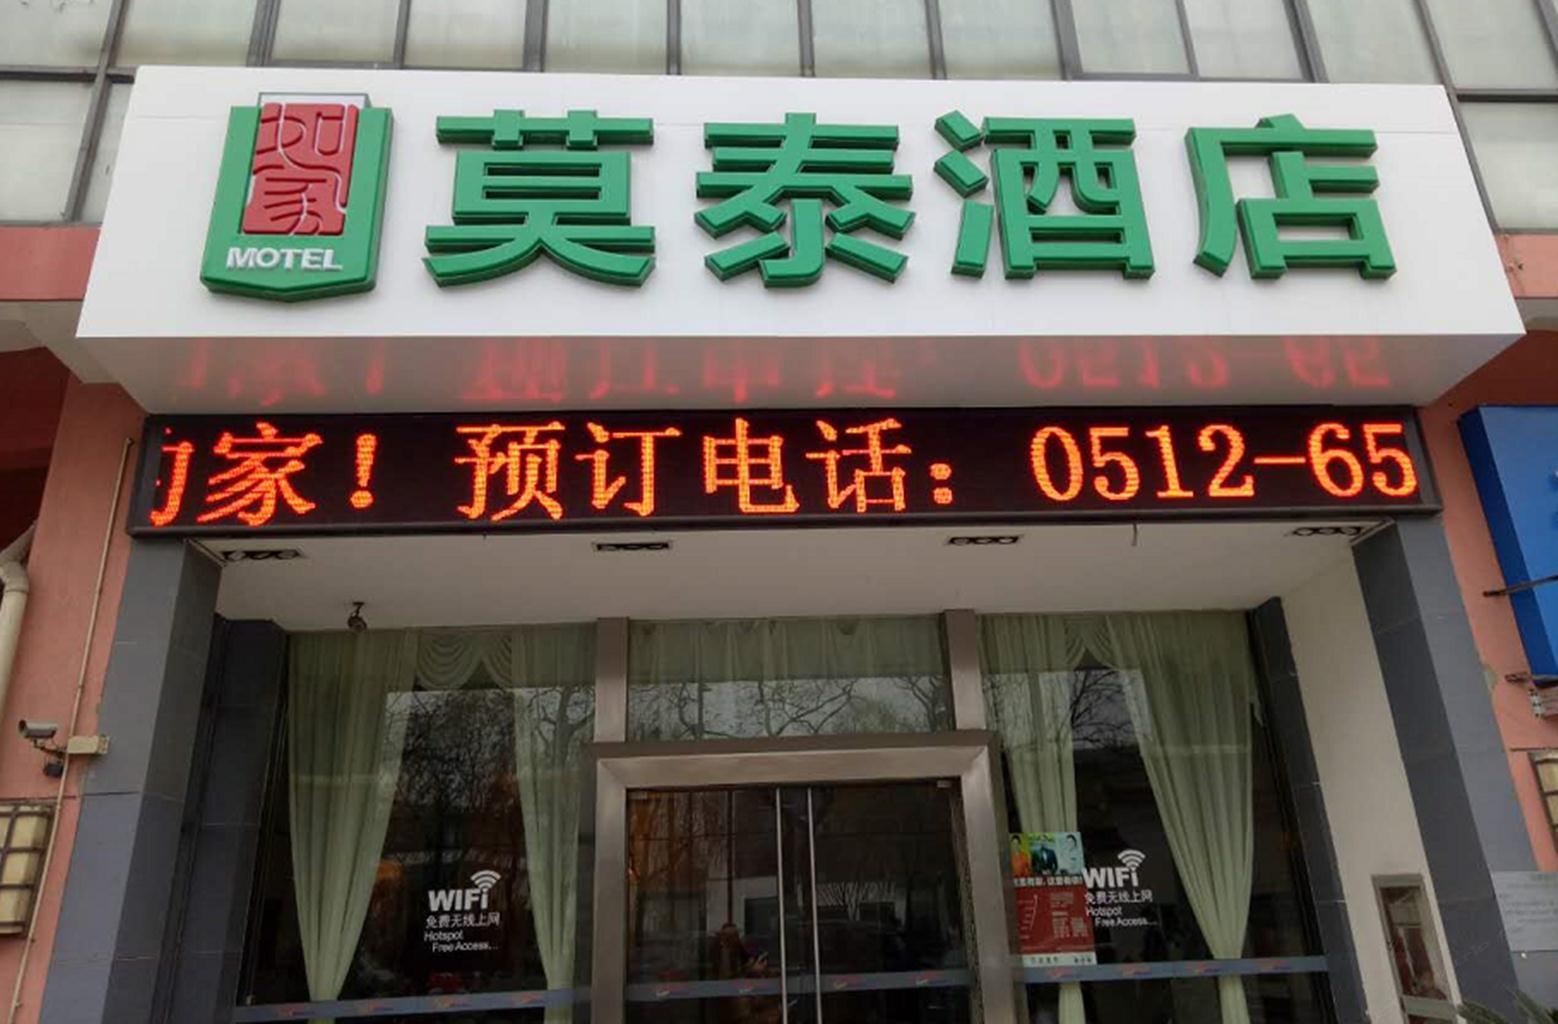 如家
MOTEL
莫泰酒店
家！预订电话：0512-65
WIFi
免费无线上网
Hotspot
Free Access...
WIFi
免费无线上网
Hotspot
Free Access...